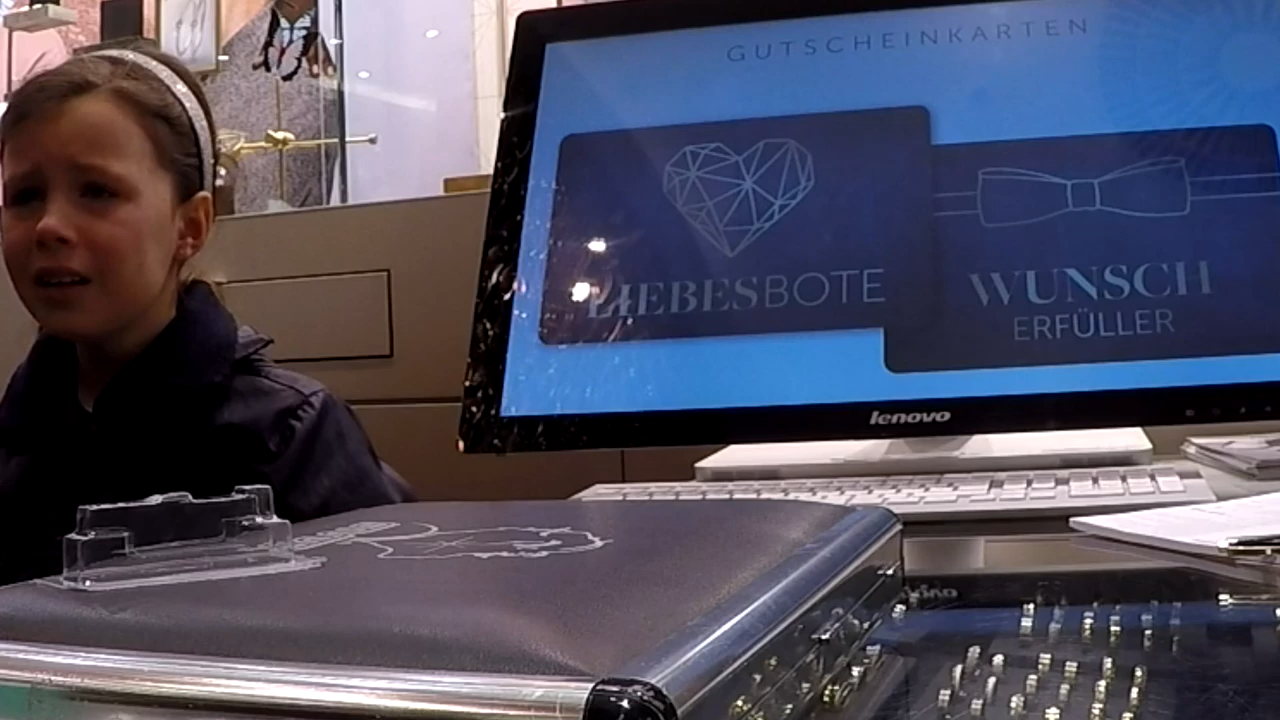 GUTSCHEINKARTEN
LIEBESBOTE
WUNSCH
ERFÜLLER
lenovo